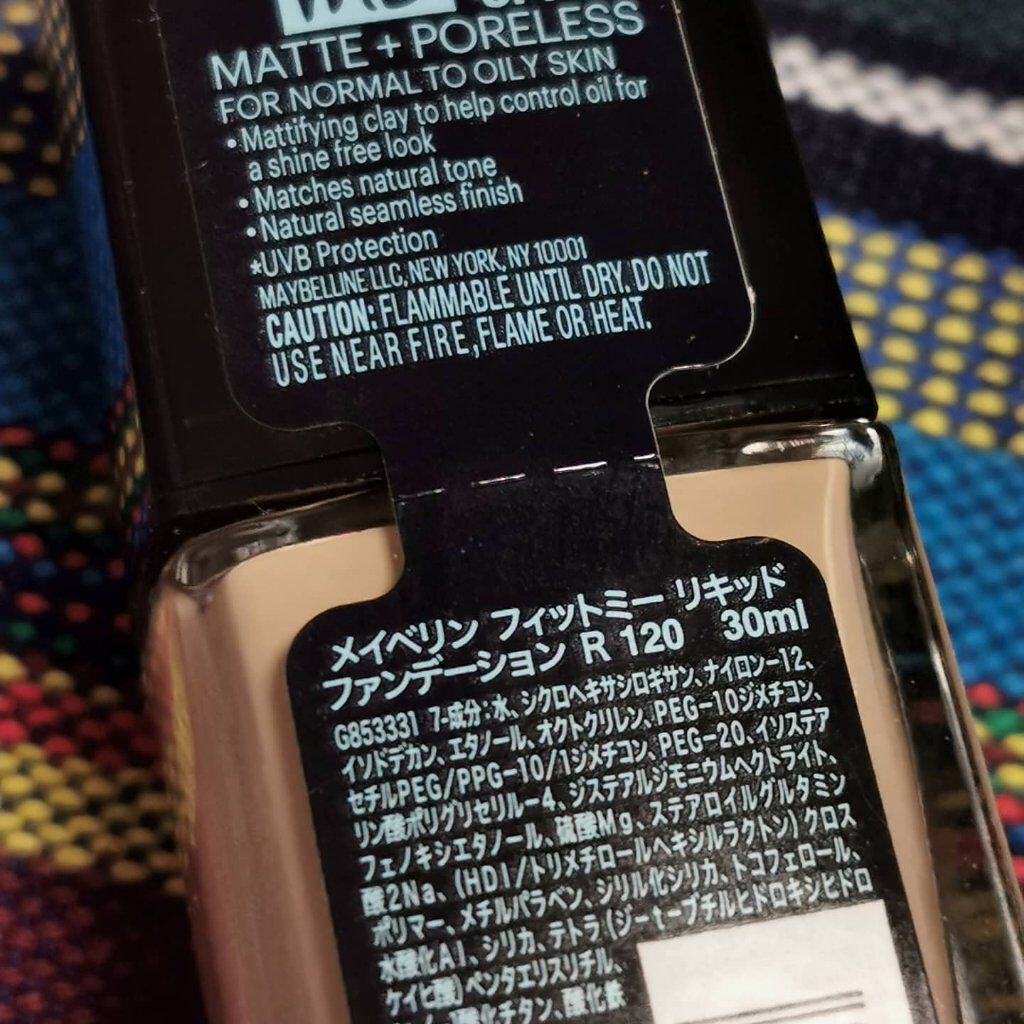 MATTE + PORELESS
FOR NORMAL TO OILY SKIN
•Mattifying clay to help control oil for
a shine free look
•Matches natural tone
•Natural seamless finish
*UVB Protection
MAYBELLINE LLC, NEW YORK, NY 10001
CAUTION: FLAMMABLE UNTIL DRY. DO NOT
USE NEAR FIRE, FLAME OR HEAT.
メイベリン フィットミー リキッド
ファンデーション R 120 30ml
G853331 7-成分:水、シクロヘキサシロキサン、ナイロン-12、
イソドデカン、エタノール、オクトクリレン、PEG-10ジメチコン、
セチルPEG/PPG-10/1ジメチコン、PEG-20、イソステア
リン酸ポリグリセリル-4、ジステアルジモニウムヘクトライト、
フェノキシエタノール、硫酸Mg、ステアロイルグルタミン
酸2Na、(HDI/トリメチロールヘキシルラクトン)クロス
ポリマー、メチルパラベン、シリル化シリカ、トコフェロール、
水酸化Al、シリカ、テトラ(ジ-t-ブチルヒドロキシヒドロ
ケイヒ酸)ペンタエリスリチル、
酸化チタン、酸化鉄